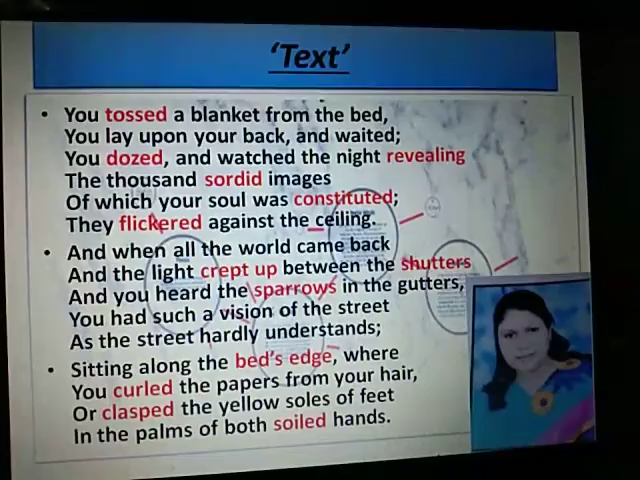 ‘Text’
• You tossed a blanket from the bed,
You lay upon your back, and waited;
You dozed, and watched the night revealing
The thousand sordid images
Of which your soul was constituted;
They flickered against the ceiling.
• And when all the world came back
And the light crept up between the shutters
And you heard the sparrows in the gutters,
You had such a vision of the street
As the street hardly understands;
• Sitting along the bed’s edge, where
You curled the papers from your hair,
Or clasped the yellow soles of feet
In the palms of both soiled hands.